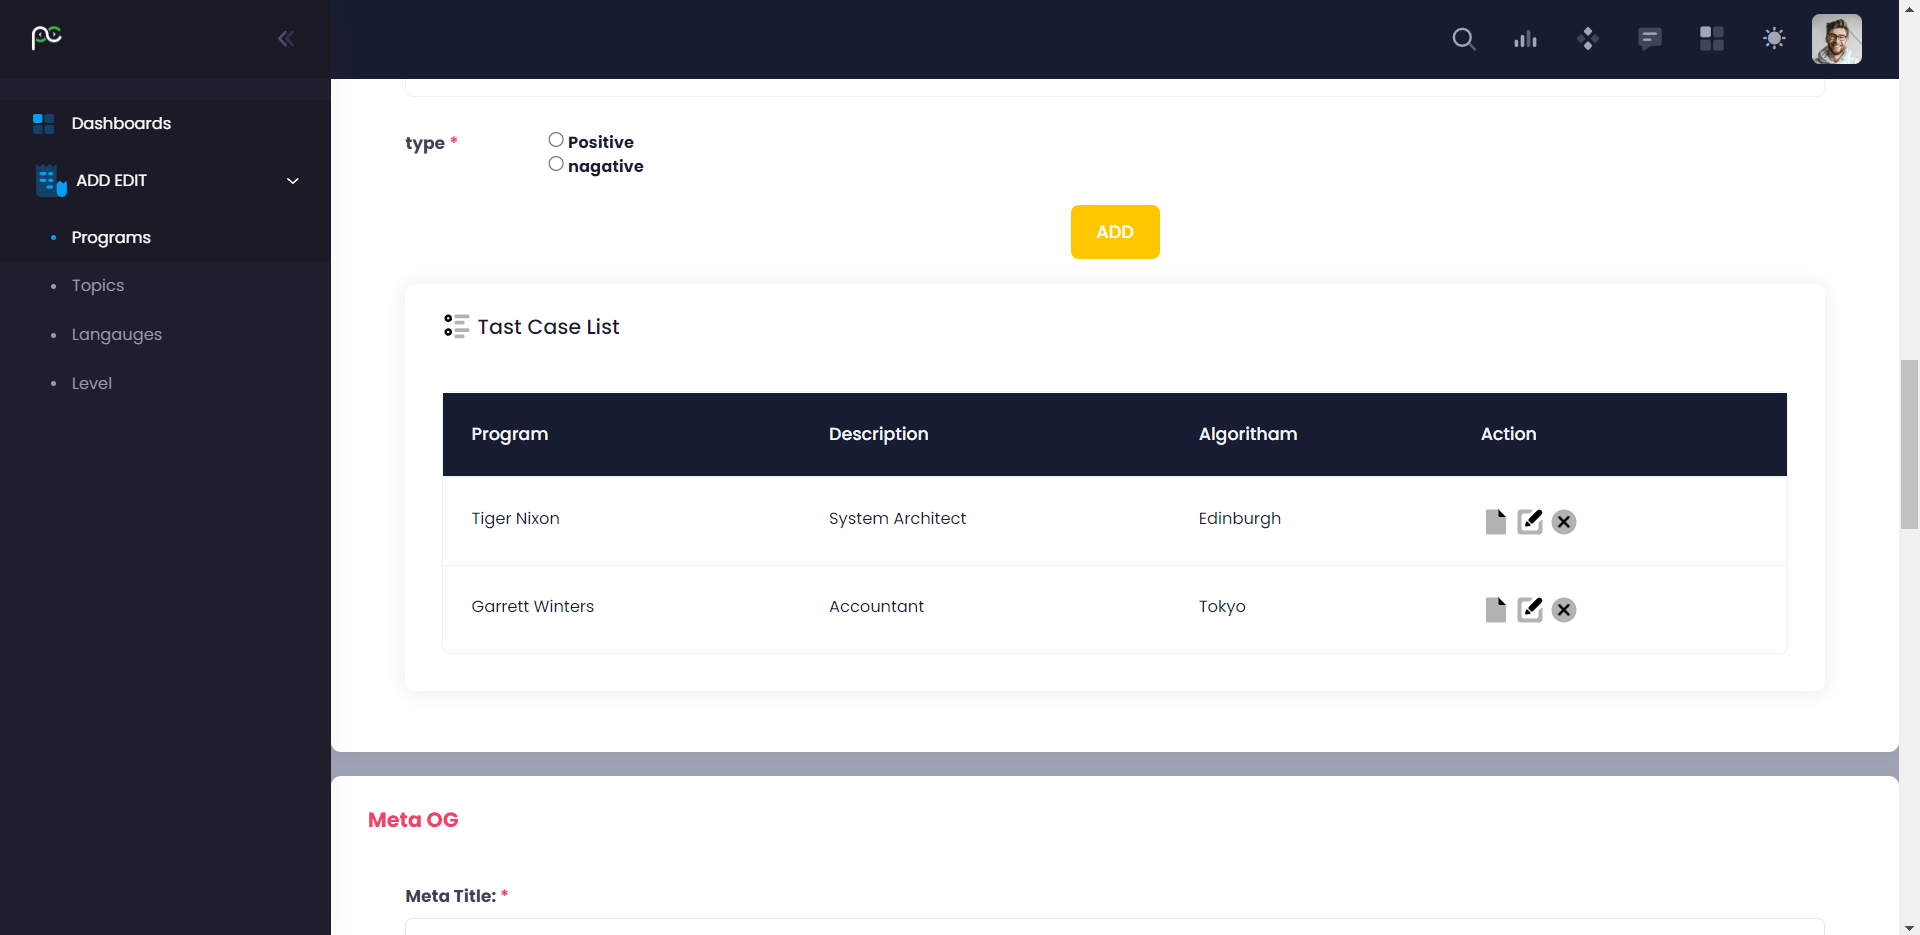 pc
Dashboards
ADD EDIT
Programs
Topics
Langauges
Level
type *
Positive
nagative
ADD
Tast Case List
Program Description Algoritham Action
Tiger Nixon System Architect Edinburgh
Garrett Winters Accountant Tokyo
Meta OG
Meta Title: *